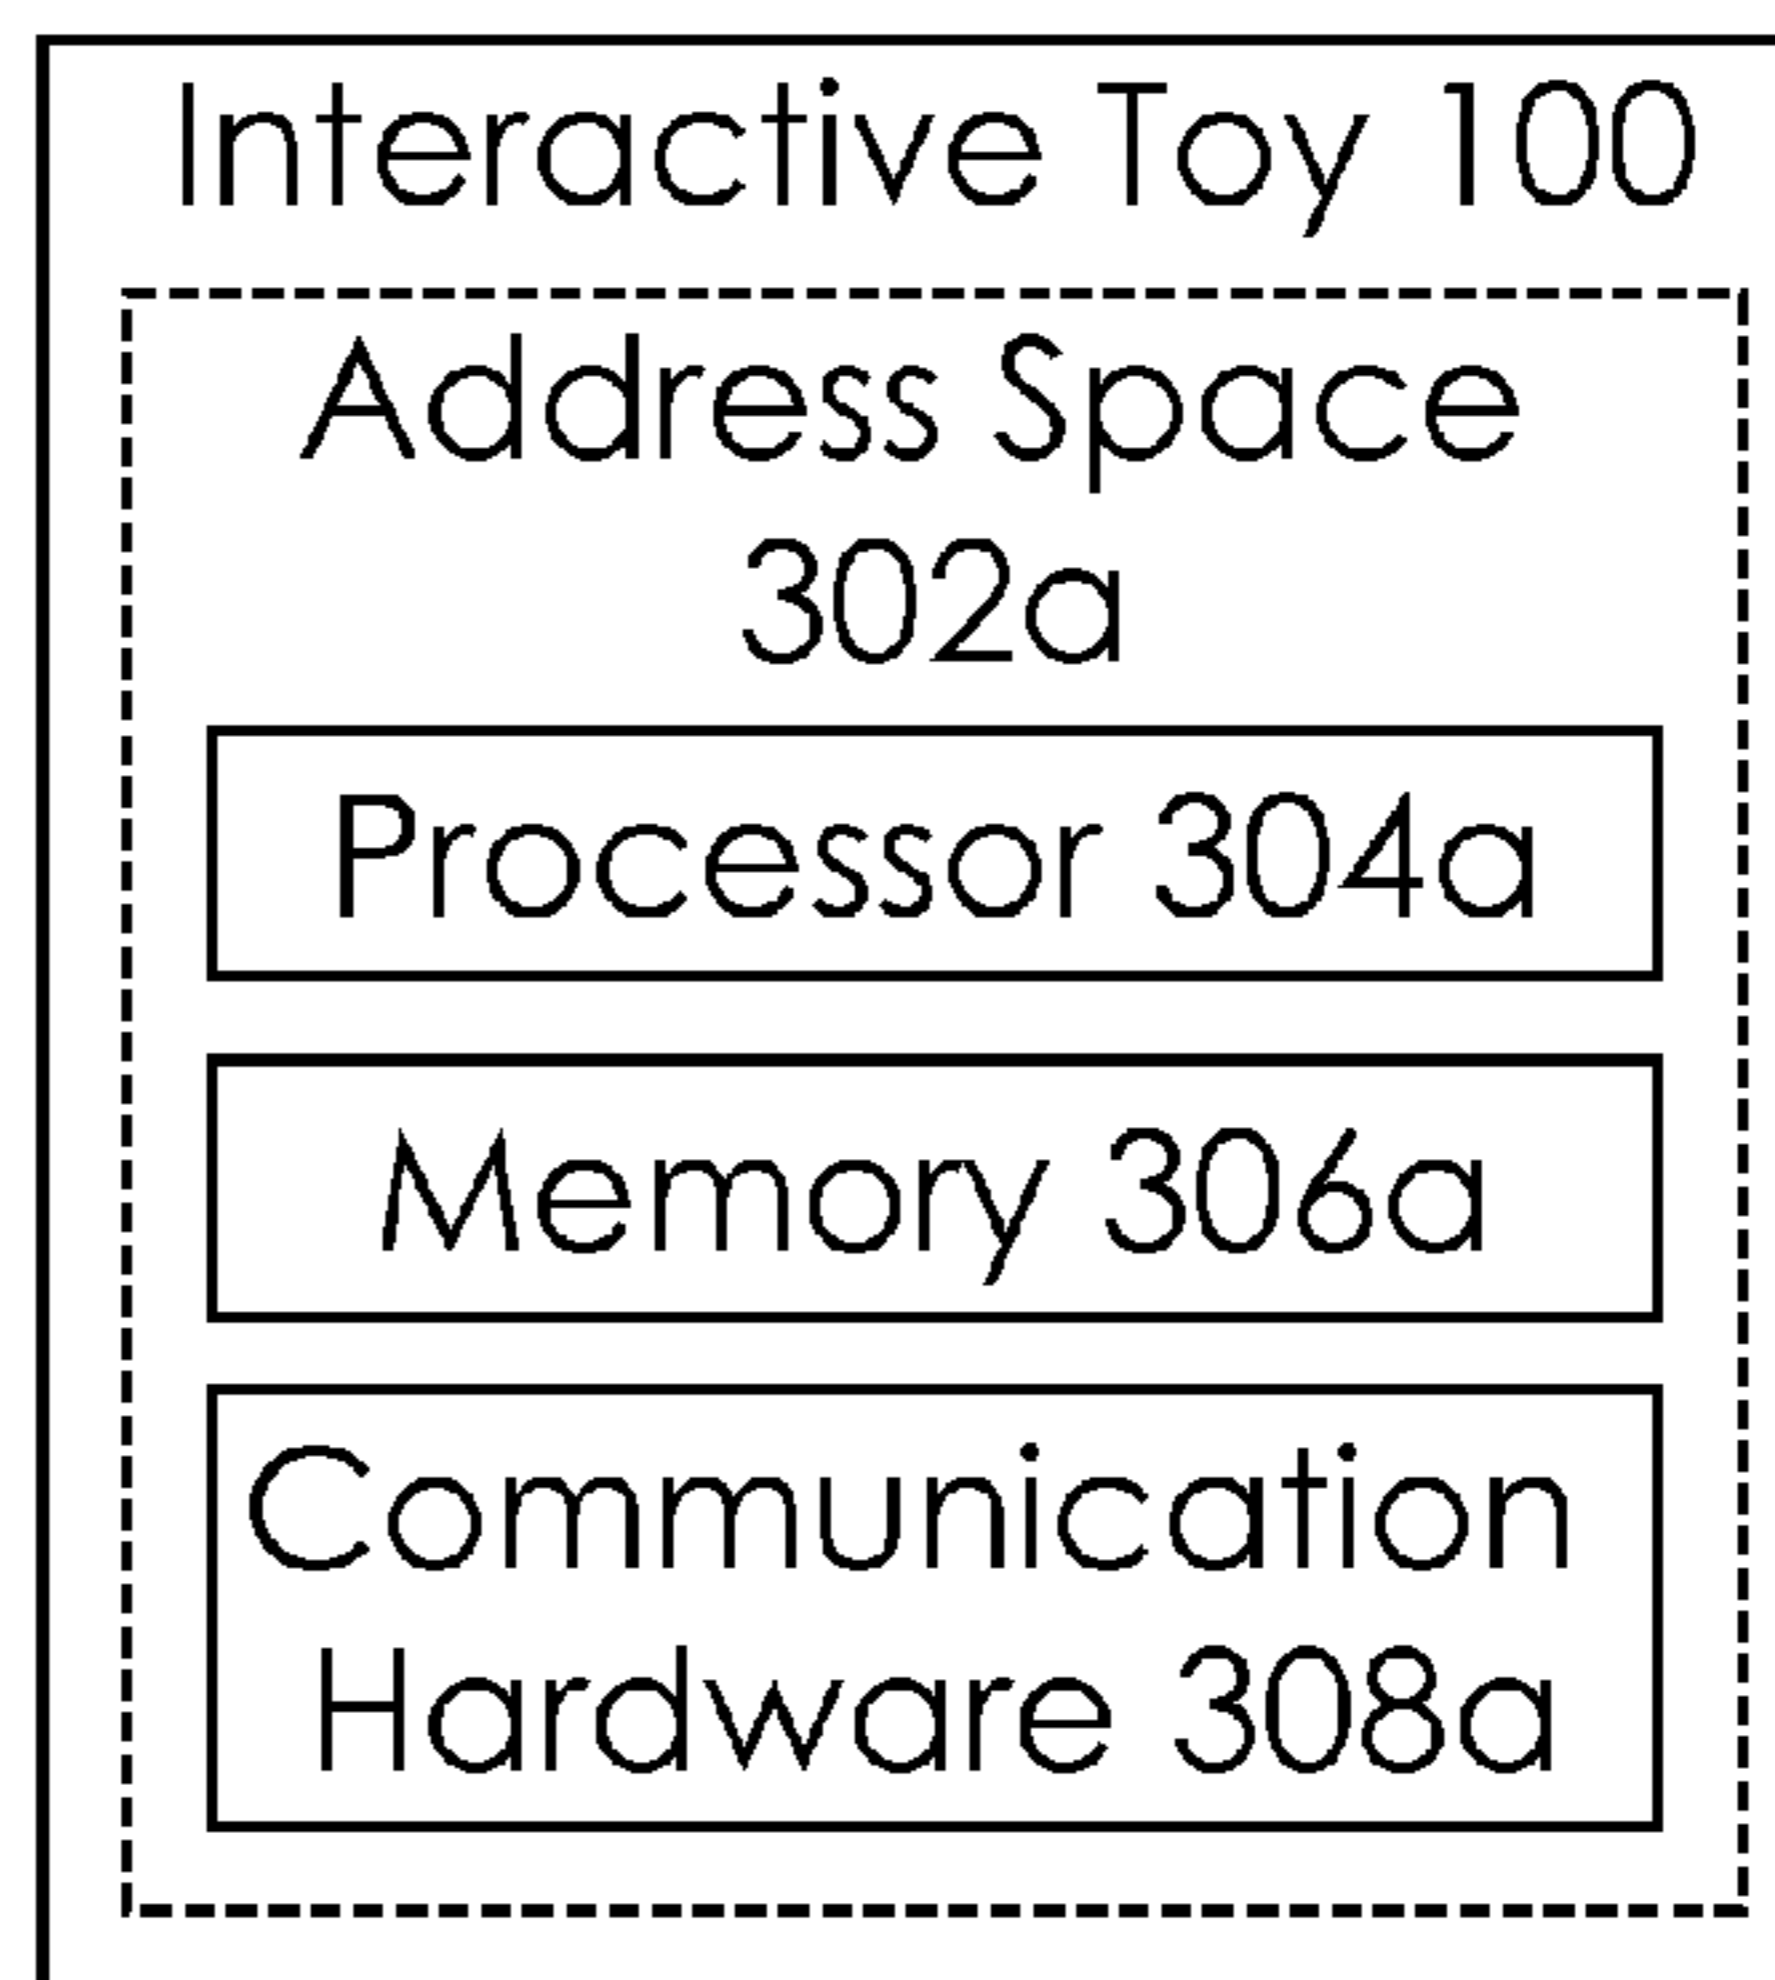 Interactive Toy 100
Address Space
302a
Processor 304a
Memory 306a
Communication
Hardware 308a